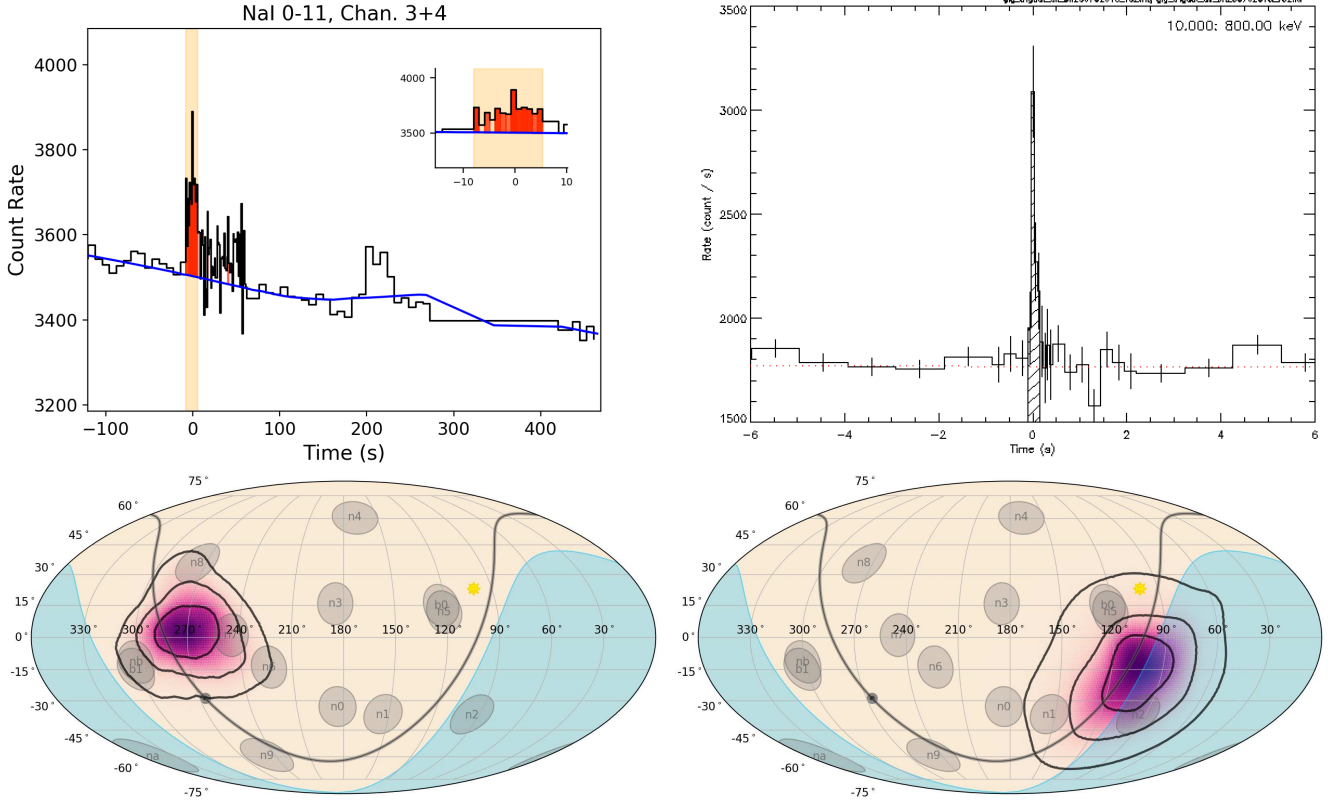 NaI 0-11, Chan. 3+4
Count Rate
4000
3800
3600
3400
3200
−100 0 100 200 300 400
Time (s)
4000
3500
−10 0 10
10.000: 800.00 keV
Rate (count / s)
3500
3000
2500
2000
1500
−6 −4 −2 0 2 4 6
Time (s)
75°
60°
45°
30°
15°
0°
-15°
-30°
-45°
-60°
-75°
330 300 270 240 210 180 150 120 90 60 30
n4
n8
n3
b0
n5
nb
b1
n6
n0
n1
n2
n9
na
75°
60°
45°
30°
15°
0°
-15°
-30°
-45°
-60°
-75°
330 300 270 240 210 180 150 120 90 60 30
n4
n8
n3
b0
n5
n7
nb
b1
n6
n0
n1
n2
n9
na